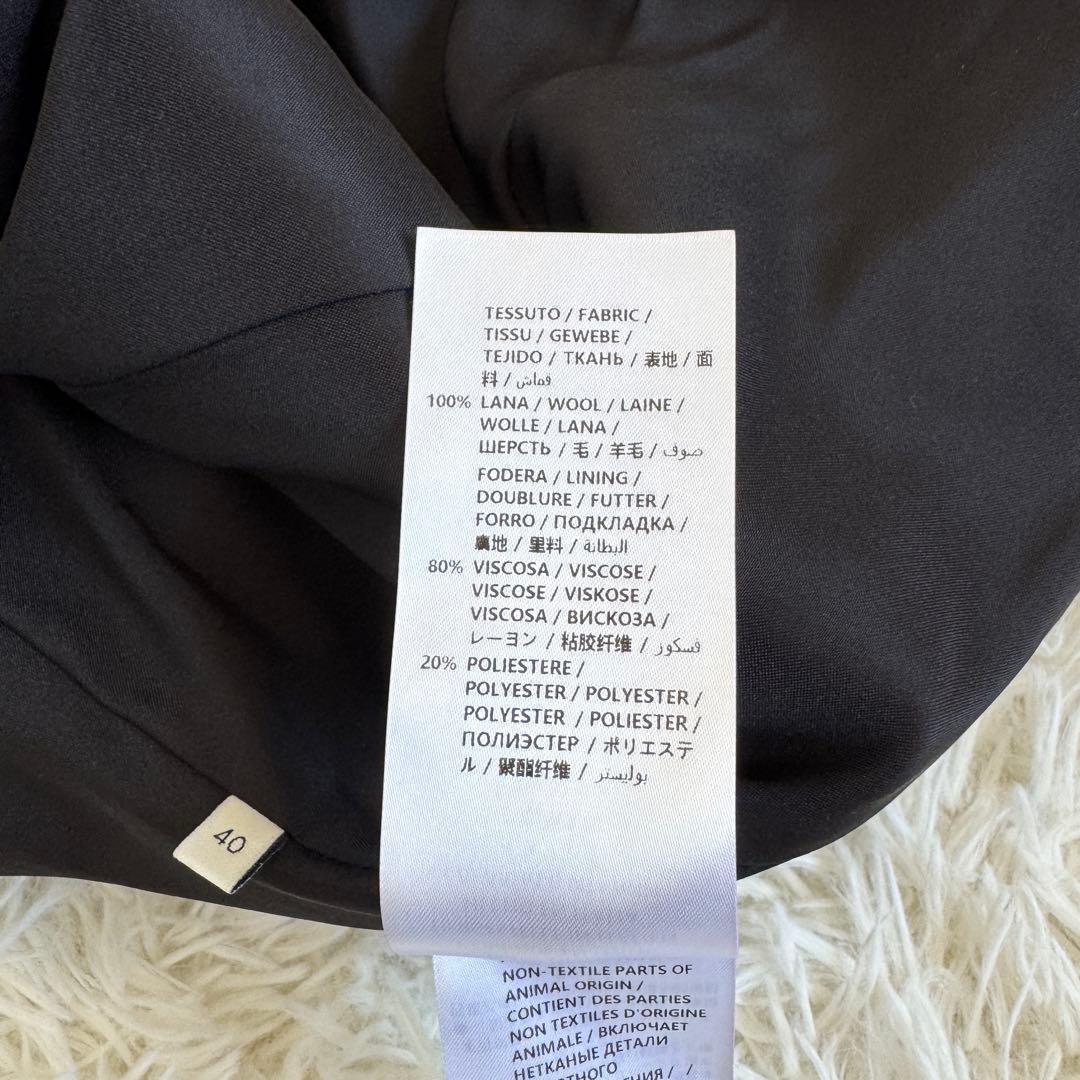 TESSUTO / FABRIC /
TISSU / GEWEBE /
TEJIDO / ТКАНЬ / 表地 / 面
料 / قماش
100% LANA / WOOL / LAINE /
WOLLE / LANA /
ШЕРСТЬ / 毛 / 羊毛 / صوف
FODERA / LINING /
DOUBLURE / FUTTER /
FORRO / ПОДКЛАДКА /
裏地 / 里料 / البطانة
80% VISCOSA / VISCOSE /
VISCOSE / VISKOSE /
VISCOSA / ВИСКОЗА /
レーヨン / 粘胶纤维 / فسكوز
20% POLIESTERE /
POLYESTER / POLYESTER /
POLYESTER / POLIESTER /
ПОЛИЭСТЕР / ポリエステ
ル / 聚酯纤维 / بوليستر
40
NON-TEXTILE PARTS OF
ANIMAL ORIGIN /
CONTIENT DES PARTIES
NON TEXTILES D'ORIGINE
ANIMALE / ВКЛЮЧАЕТ
НЕТКАНЫЕ ДЕТАЛИ